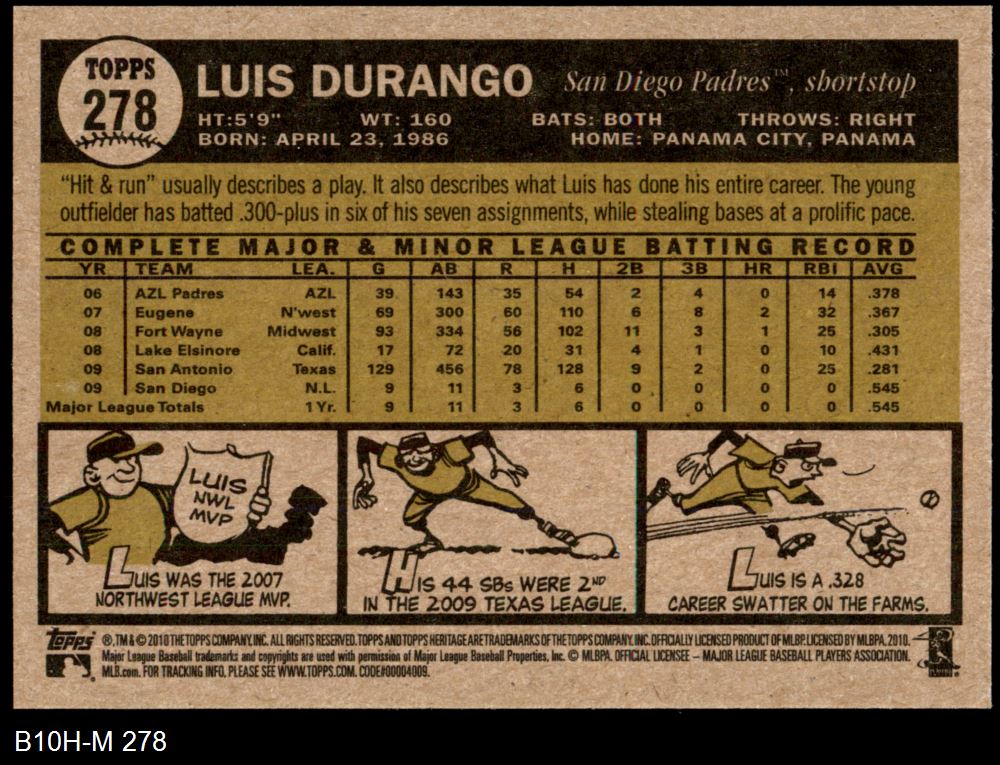 TOPPS
278
LUIS DURANGO San Diego Padres™, shortstop
HT:5'9" WT: 160 BATS: BOTH THROWS: RIGHT
BORN: APRIL 23, 1986 HOME: PANAMA CITY, PANAMA
"Hit & run" usually describes a play. It also describes what Luis has done his entire career. The young
outfielder has batted .300-plus in six of his seven assignments, while stealing bases at a prolific pace.
COMPLETE MAJOR & MINOR LEAGUE BATTING RECORD
YR TEAM LEA. G AB R H 2B 3B HR RBI AVG
06 AZL Padres AZL 39 143 35 54 2 4 0 14 .378
07 Eugene N'west 69 300 60 110 6 8 2 32 .367
08 Fort Wayne Midwest 93 334 56 102 11 3 1 25 .305
08 Lake Elsinore Calif. 17 72 20 31 4 1 0 10 .431
09 San Antonio Texas 129 456 78 128 9 2 0 25 .281
09 San Diego N.L. 9 11 3 6 0 0 0 0 .545
Major League Totals 1 Yr. 9 11 3 6 0 0 0 0 .545
LUIS
NWL
MVP
LUIS WAS THE 2007
NORTHWEST LEAGUE MVP.
HIS 44 SBs WERE 2ND
IN THE 2009 TEXAS LEAGUE.
LUIS IS A .328
CAREER SWATTER ON THE FARMS.
Topps ®,TM & © 2010 THE TOPPS COMPANY, INC. ALL RIGHTS RESERVED. TOPPS AND TOPPS HERITAGE ARE TRADEMARKS OF THE TOPPS COMPANY, INC. OFFICIALLY LICENSED PRODUCT OF MLBP. LICENSED BY MLBPA, 2010.
Major League Baseball trademarks and copyrights are used with permission of Major League Baseball Properties, Inc. © MLBPA. OFFICIAL LICENSEE – MAJOR LEAGUE BASEBALL PLAYERS ASSOCIATION.
MLB.com. FOR TRACKING INFO, PLEASE SEE WWW.TOPPS.COM. CODE#00004009.
B10H-M 278